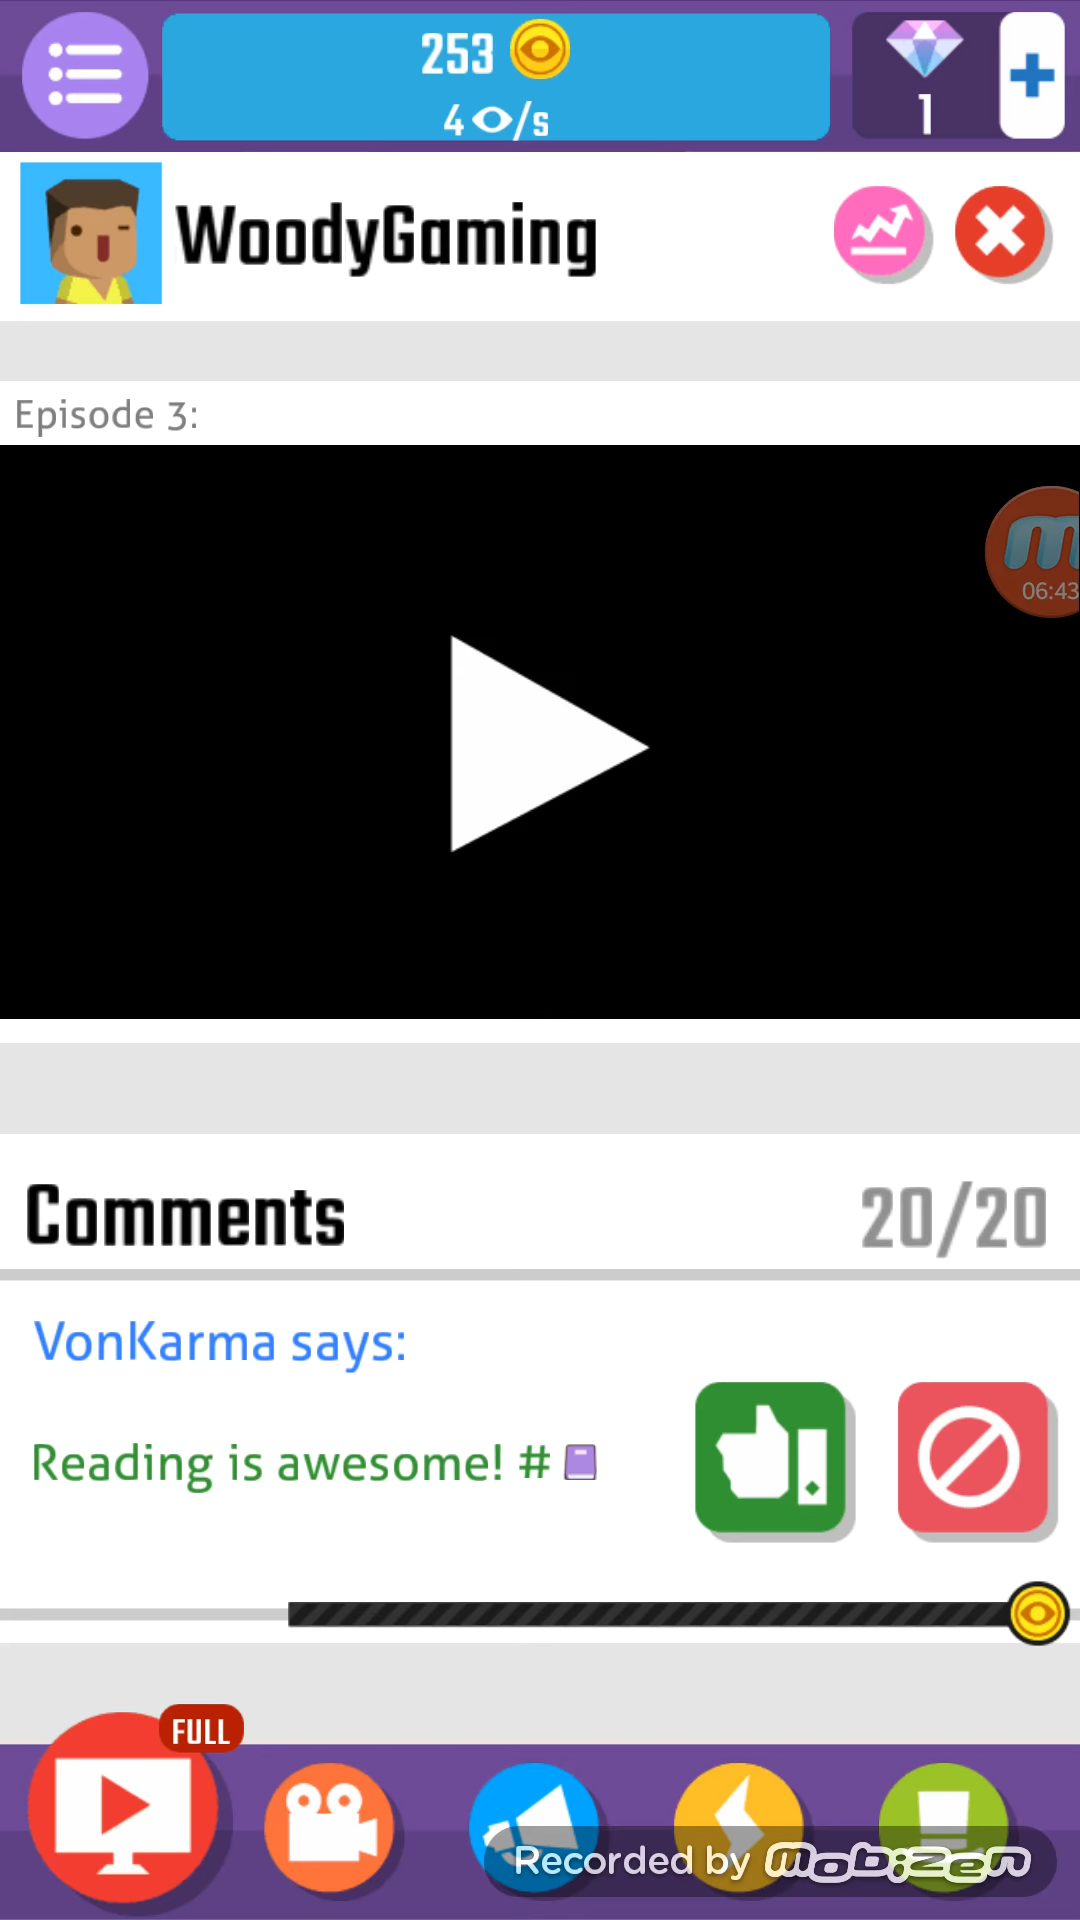 253
4 /s
1
WoodyGaming
Episode 3:
06:43
Comments
20/20
VonKarma says:
Reading is awesome! #
FULL
Recorded by mobizen